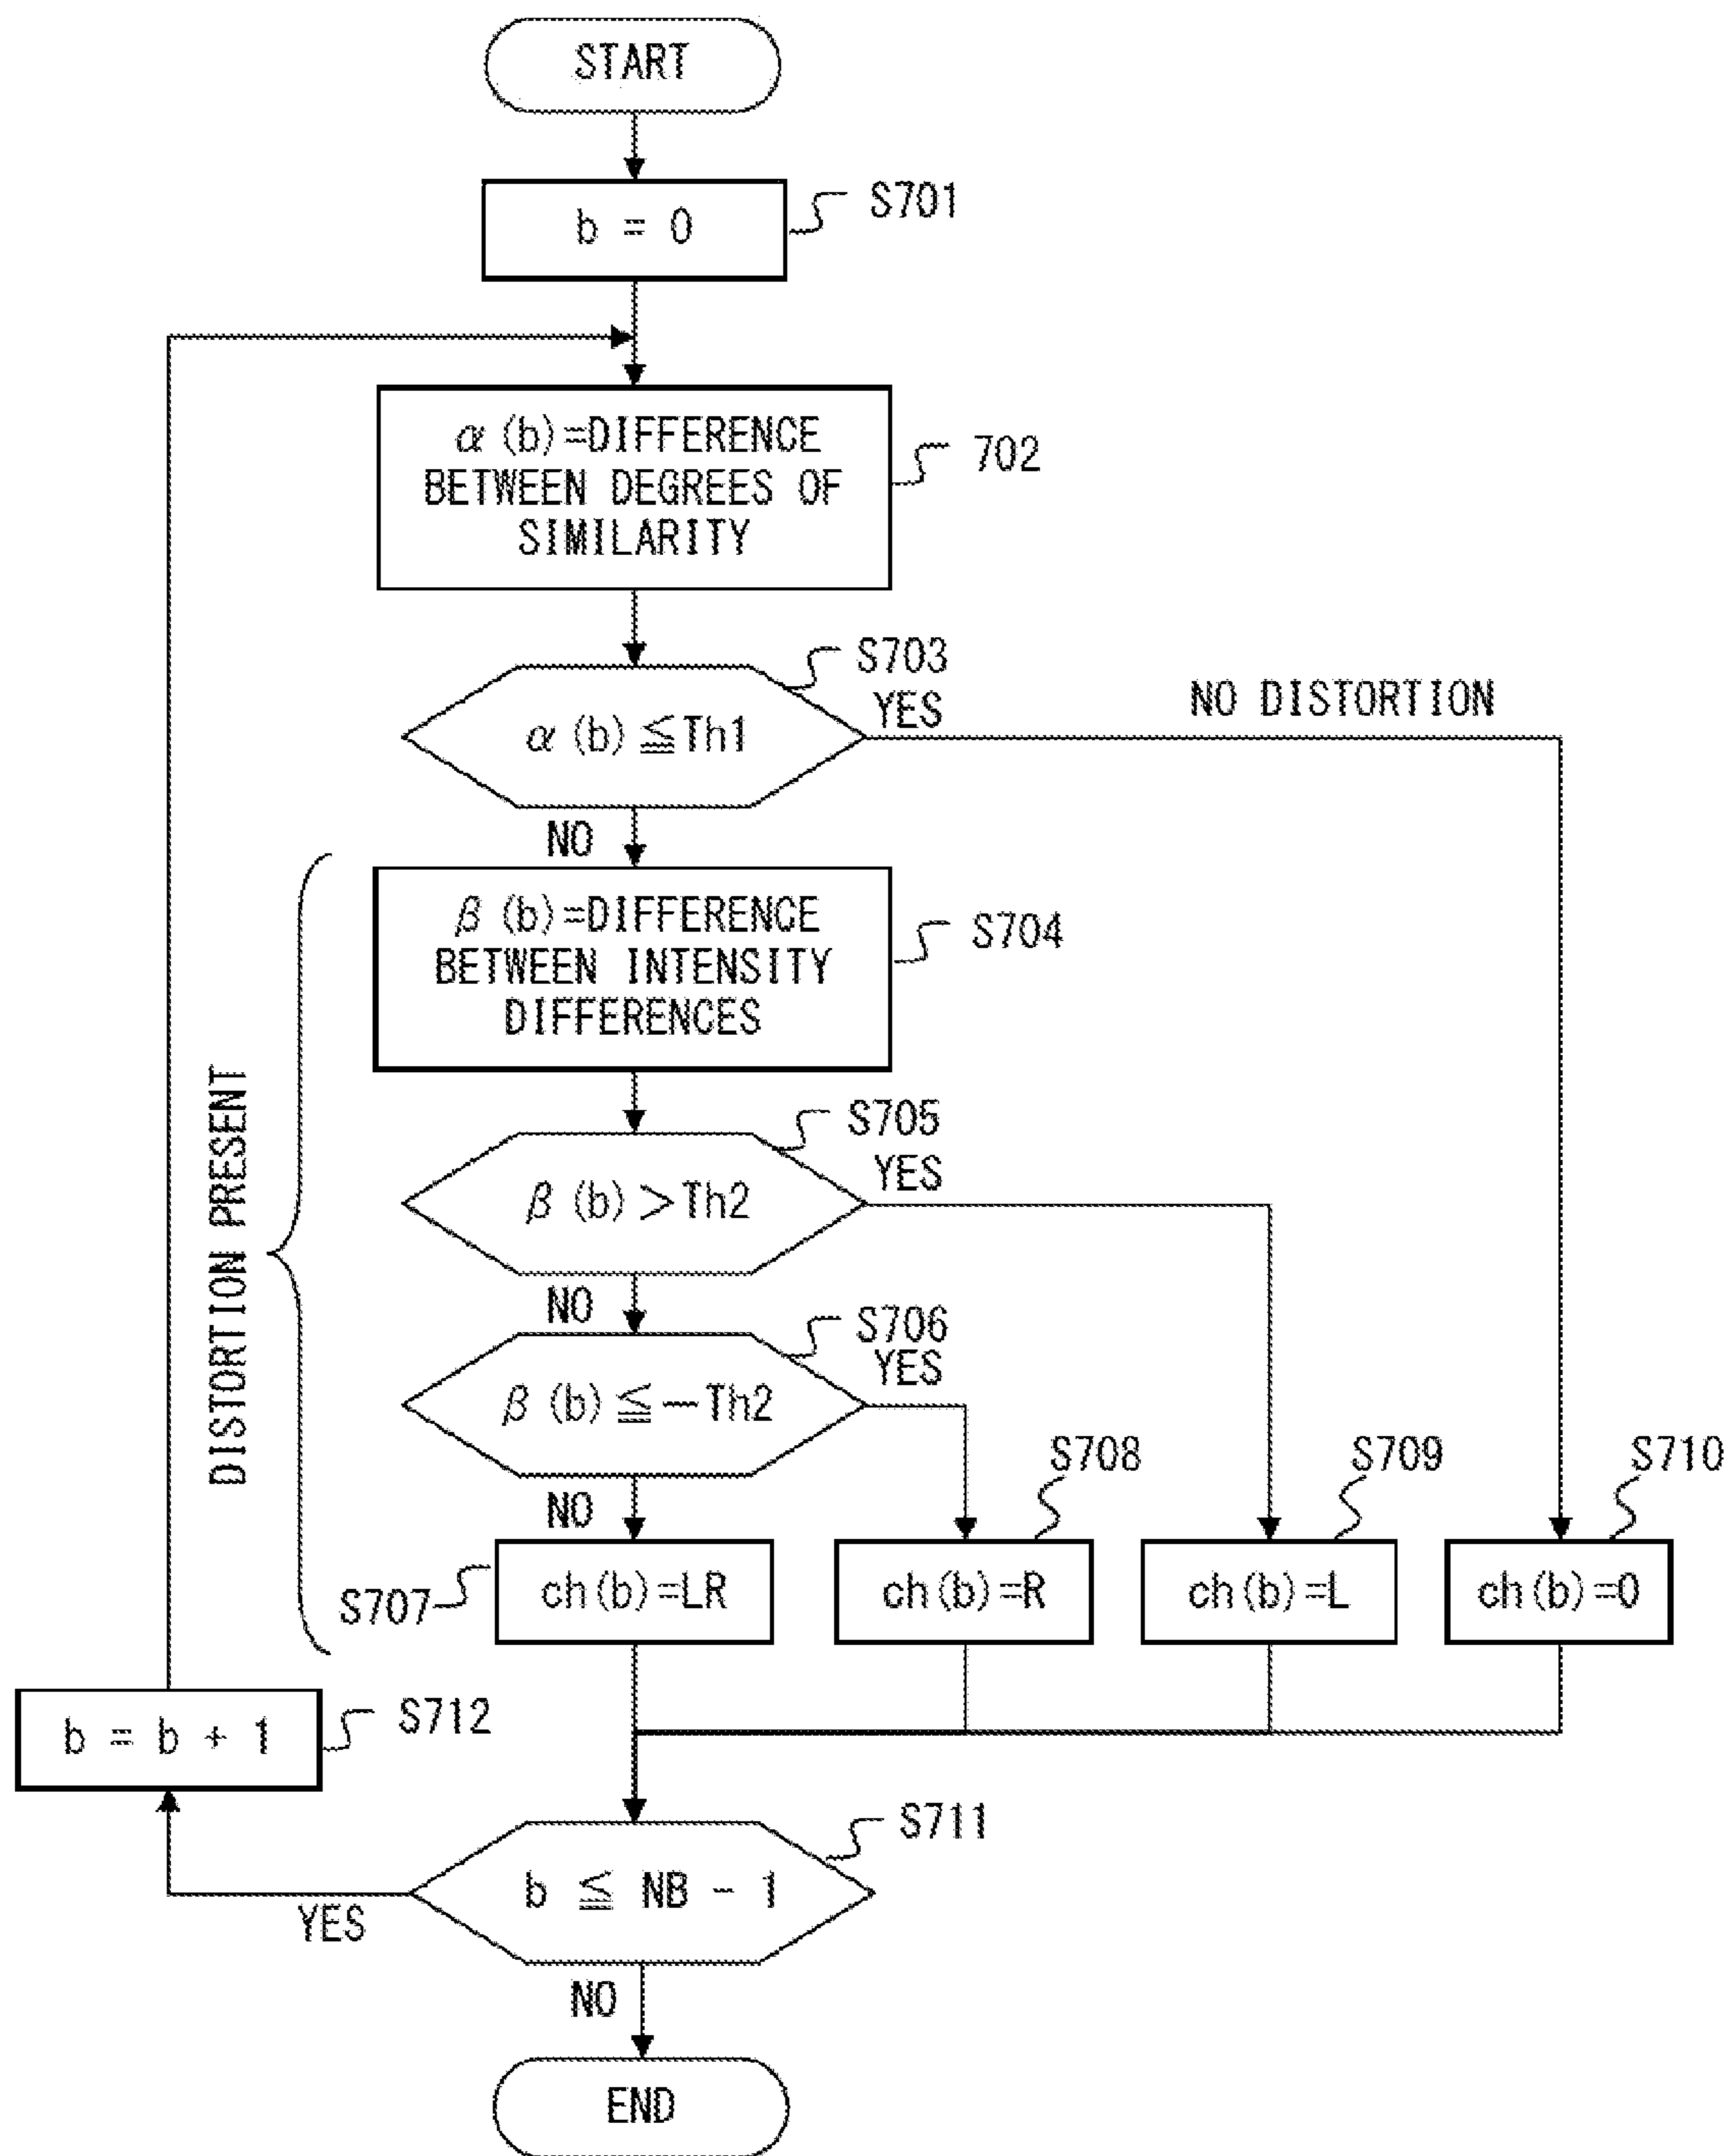 START
b = 0
S701
α(b)=DIFFERENCE
BETWEEN DEGREES OF
SIMILARITY
702
S703
α(b)≦Th1
YES
NO DISTORTION
NO
β(b)=DIFFERENCE
BETWEEN INTENSITY
DIFFERENCES
S704
DISTORTION PRESENT
S705
β(b)>Th2
YES
NO
S706
β(b)≦-Th2
YES
NO
S707
ch(b)=LR
S708
ch(b)=R
S709
ch(b)=L
S710
ch(b)=0
b = b + 1
S712
S711
b ≦ NB - 1
YES
NO
END